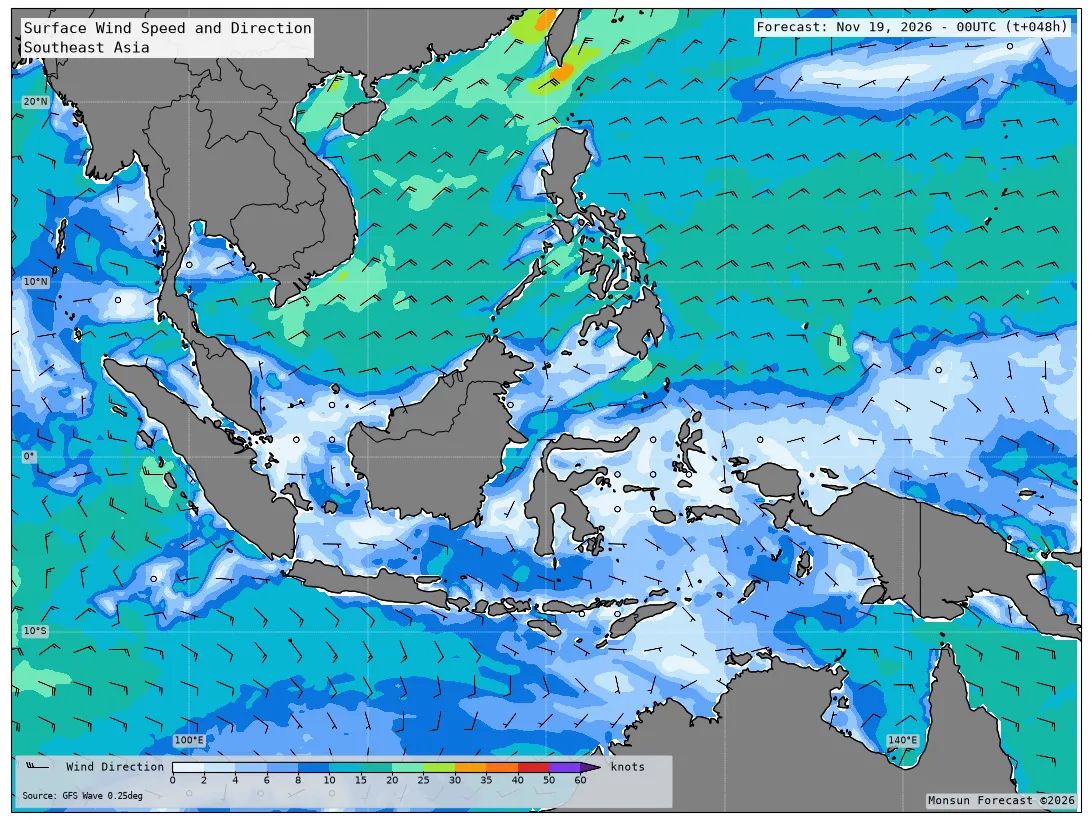 Surface Wind Speed and Direction
Southeast Asia
Forecast: Nov 19, 2026 - 00UTC (t+048h)
20°N
10°N
0°
10°S
100°E
140°E
Wind Direction
knots
0 2 4 6 8 10 15 20 25 30 35 40 50 60
Source: GFS Wave 0.25deg
Monsun Forecast ©2026